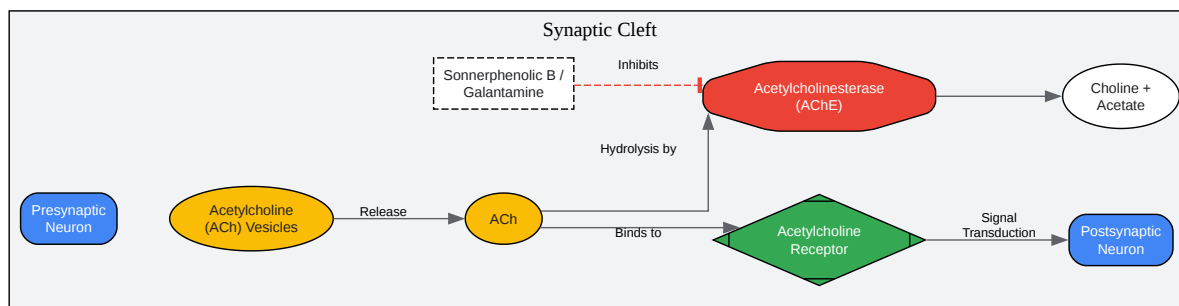 Synaptic Cleft
Sonnerphenolic B /
Galantamine
Inhibits
Acetylcholinesterase
(AChE)
Choline +
Acetate
Hydrolysis by
Presynaptic
Neuron
Acetylcholine
(ACh) Vesicles
Release
ACh
Binds to
Acetylcholine
Receptor
Signal
Transduction
Postsynaptic
Neuron